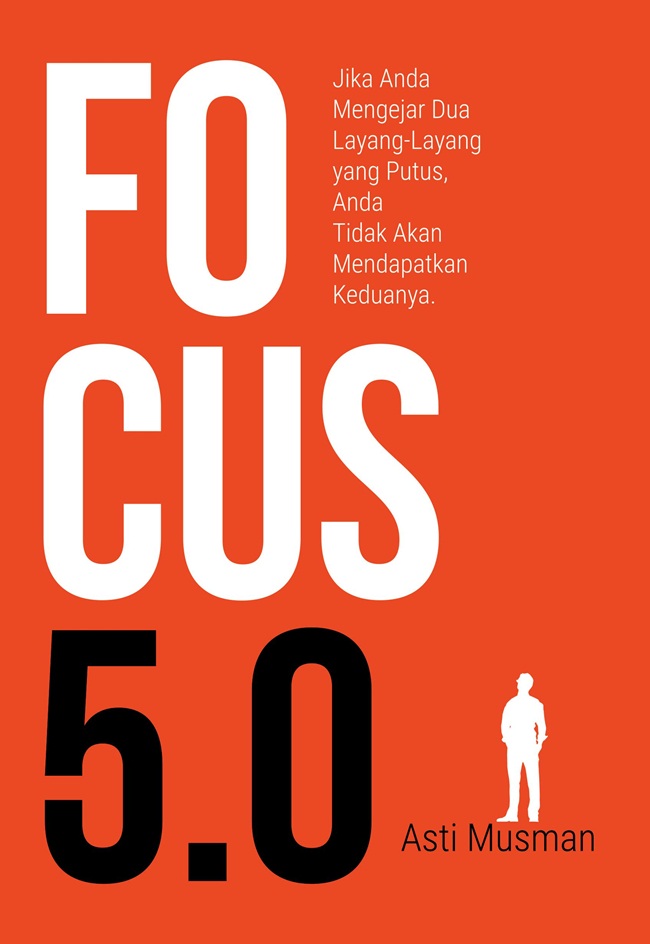 FO
CUS
5.0
Jika Anda
Mengejar Dua
Layang-Layang
yang Putus,
Anda
Tidak Akan
Mendapatkan
Keduanya.
Asti Musman